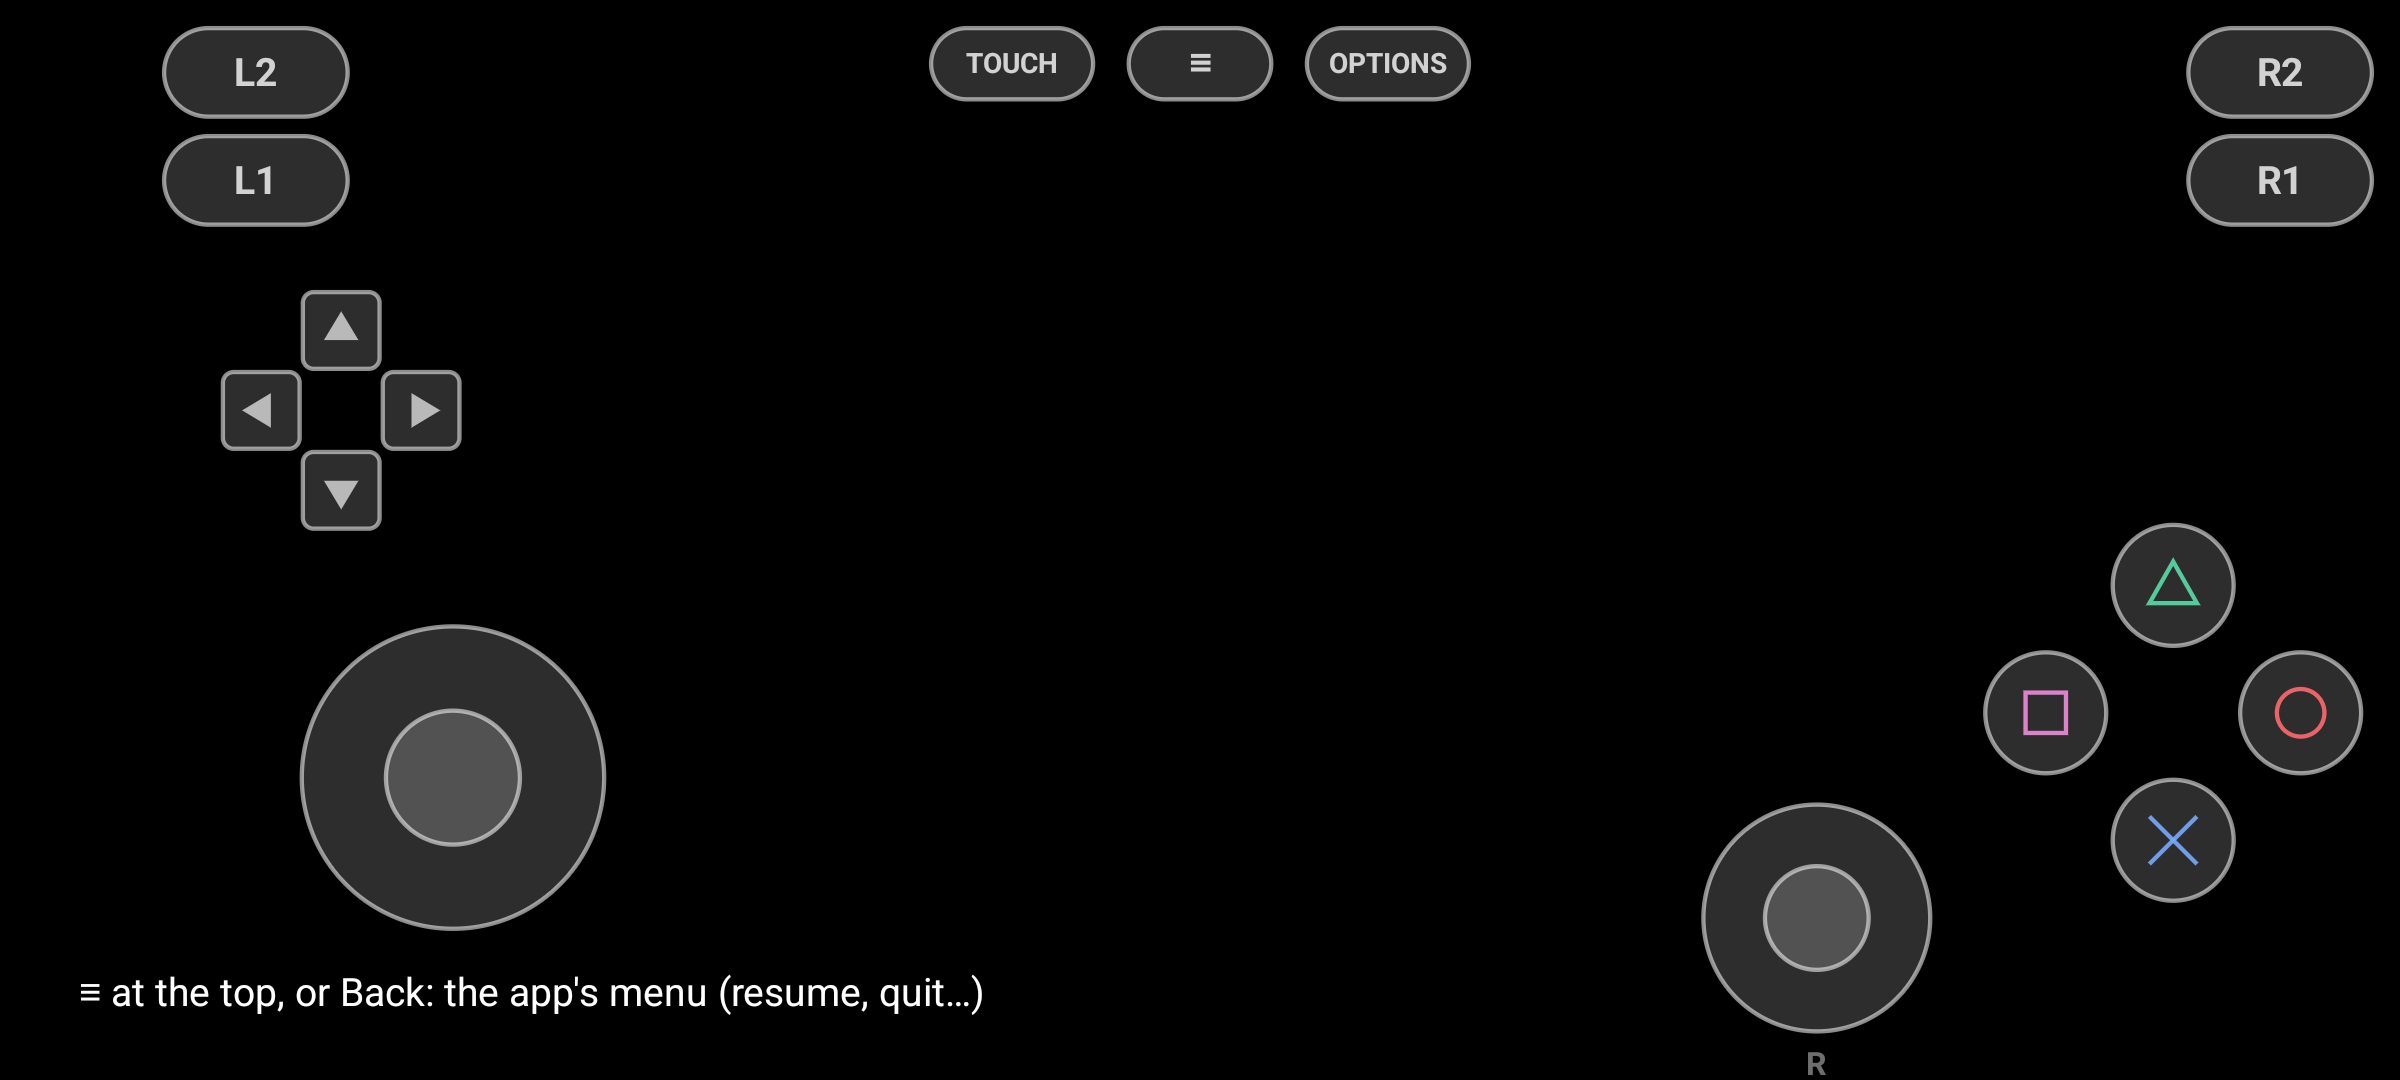 L2
TOUCH
≡
OPTIONS
R2
L1
R1
≡ at the top, or Back: the app's menu (resume, quit…)
R